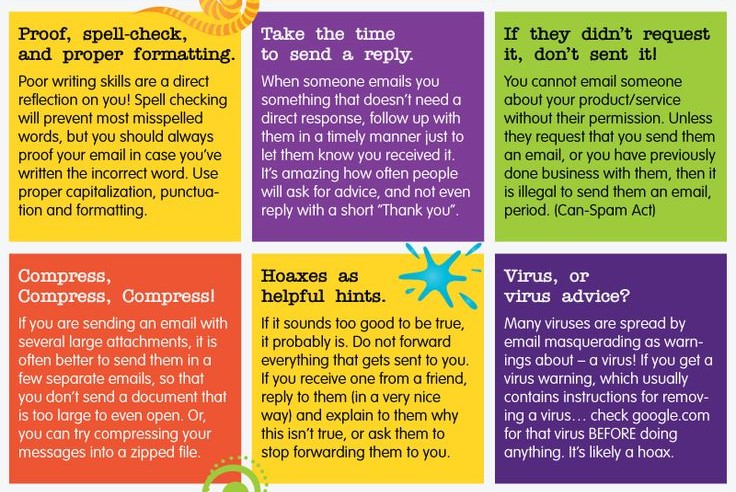 Proof, spell-check,
and proper formatting.
Poor writing skills are a direct
reflection on you! Spell checking
will prevent most misspelled
words, but you should always
proof your email in case you’ve
written the incorrect word. Use
proper capitalization, punctua-
tion and formatting.
Take the time
to send a reply.
When someone emails you
something that doesn’t need a
direct response, follow up with
them in a timely manner just to
let them know you received it.
It’s amazing how often people
will ask for advice, and not even
reply with a short “Thank you”.
If they didn’t request
it, don’t sent it!
You cannot email someone
about your product/service
without their permission. Unless
they request that you send them
an email, or you have previously
done business with them, then it
is illegal to send them an email,
period. (Can-Spam Act)
Compress,
Compress, Compress!
If you are sending an email with
several large attachments, it is
often better to send them in a
few separate emails, so that
you don’t send a document that
is too large to even open. Or,
you can try compressing your
messages into a zipped file.
Hoaxes as
helpful hints.
If it sounds too good to be true,
it probably is. Do not forward
everything that gets sent to you.
If you receive one from a friend,
reply to them (in a very nice
way) and explain to them why
this isn’t true, or ask them to
stop forwarding them to you.
Virus, or
virus advice?
Many viruses are spread by
email masquerading as warn-
ings about – a virus! If you get a
virus warning, which usually
contains instructions for remov-
ing a virus… check google.com
for that virus BEFORE doing
anything. It’s likely a hoax.